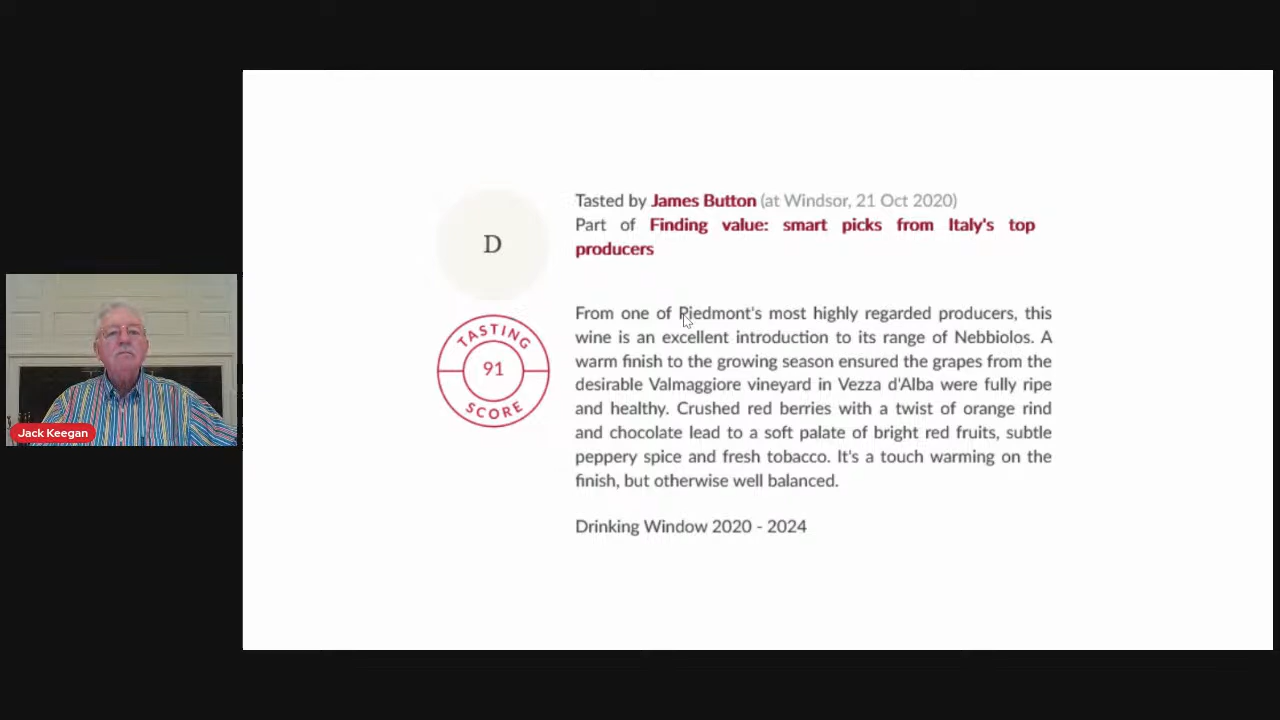 Tasted by James Button (at Windsor, 21 Oct 2020)
Part of Finding value: smart picks from Italy's top
producers
D
TASTING
91
SCORE
From one of Piedmont's most highly regarded producers, this
wine is an excellent introduction to its range of Nebbiolos. A
warm finish to the growing season ensured the grapes from the
desirable Valmaggiore vineyard in Vezza d'Alba were fully ripe
and healthy. Crushed red berries with a twist of orange rind
and chocolate lead to a soft palate of bright red fruits, subtle
peppery spice and fresh tobacco. It's a touch warming on the
finish, but otherwise well balanced.
Drinking Window 2020 - 2024
Jack Keegan